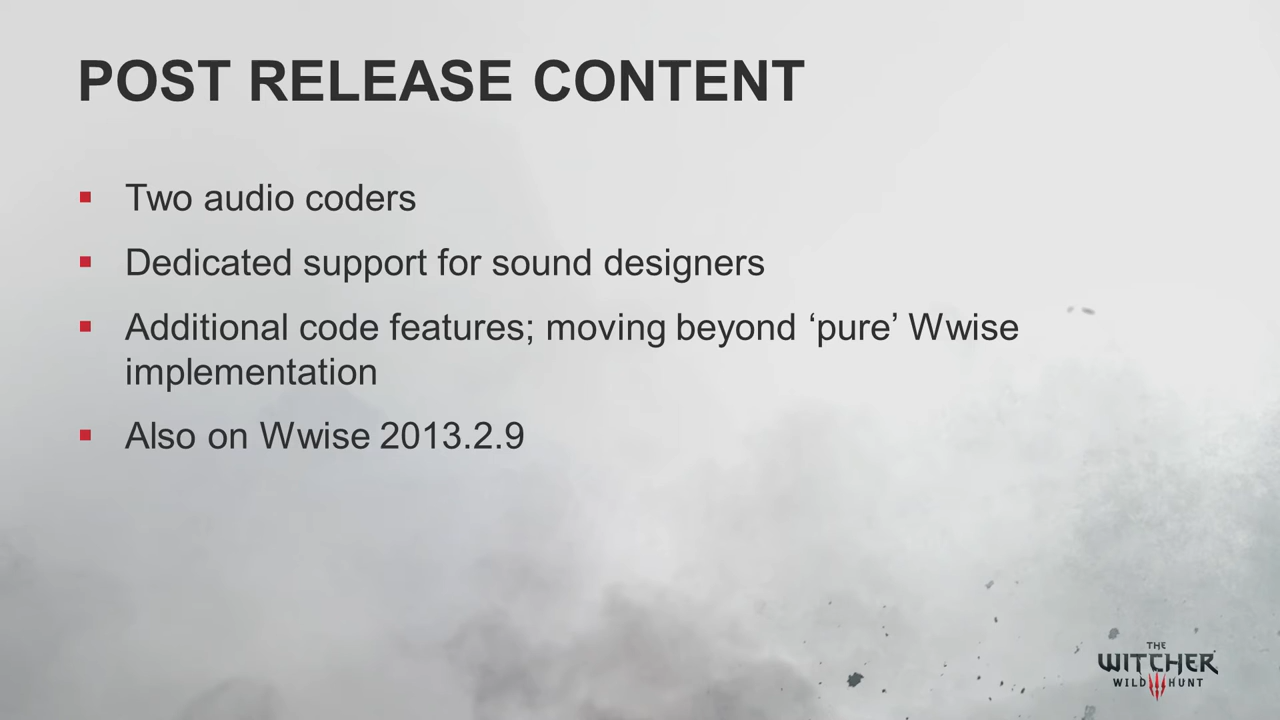 POST RELEASE CONTENT
▪ Two audio coders
▪ Dedicated support for sound designers
▪ Additional code features; moving beyond ‘pure’ Wwise
implementation
▪ Also on Wwise 2013.2.9
THE
WITCHER
WILD HUNT